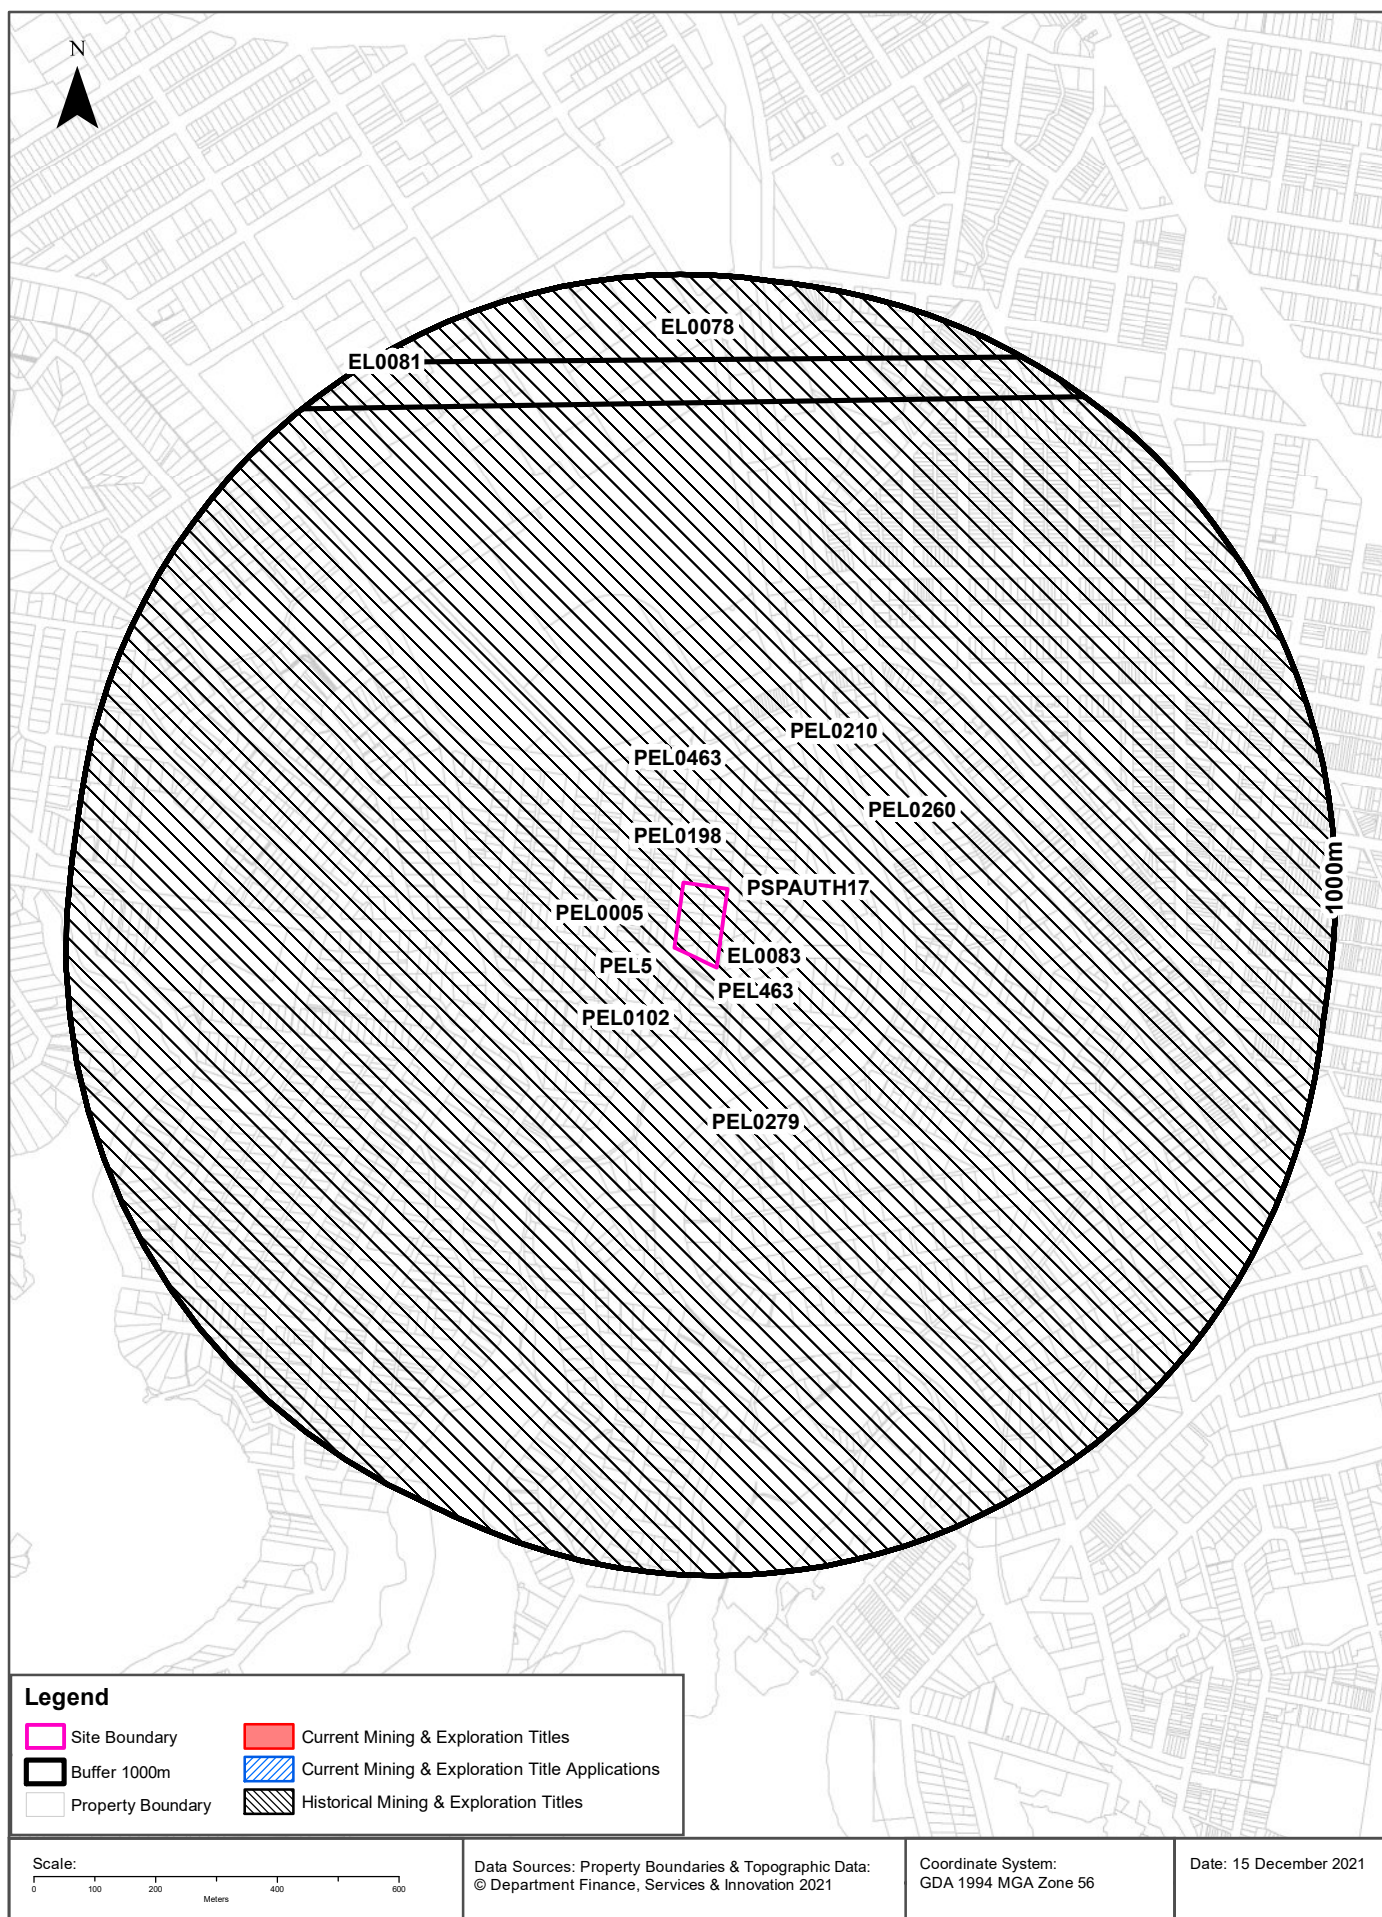 N
EL0078
EL0081
PEL0210
PEL0463
PEL0260
PEL0198
1000m
PSPAUTH17
PEL0005
EL0083
PEL5
PEL463
PEL0102
PEL0279
Legend
Site Boundary
Buffer 1000m
Property Boundary
Current Mining & Exploration Titles
Current Mining & Exploration Title Applications
Historical Mining & Exploration Titles
Scale:
0 100 200 400 600
Meters
Data Sources: Property Boundaries & Topographic Data:
© Department Finance, Services & Innovation 2021
Coordinate System:
GDA 1994 MGA Zone 56
Date: 15 December 2021